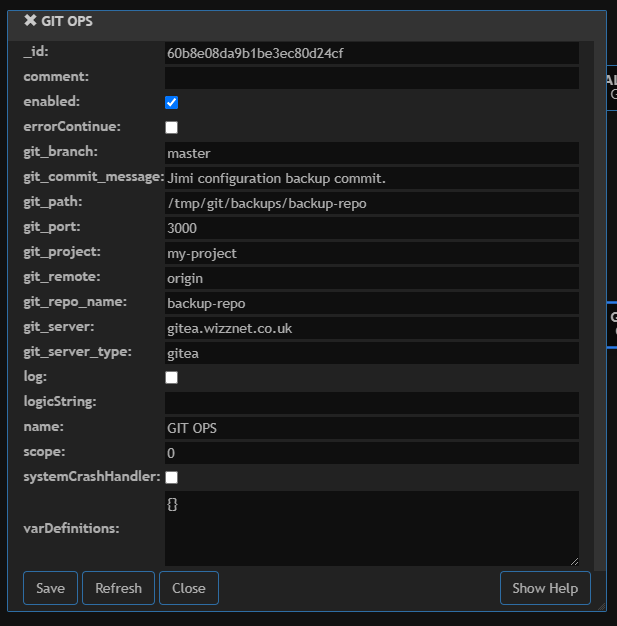 ✖ GIT OPS
_id: 60b8e08da9b1be3ec80d24cf
comment:
enabled:
errorContinue:
git_branch: master
git_commit_message: Jimi configuration backup commit.
git_path: /tmp/git/backups/backup-repo
git_port: 3000
git_project: my-project
git_remote: origin
git_repo_name: backup-repo
git_server: gitea.wizznet.co.uk
git_server_type: gitea
log:
logicString:
name: GIT OPS
scope: 0
systemCrashHandler:
varDefinitions: {}
Save Refresh Close Show Help